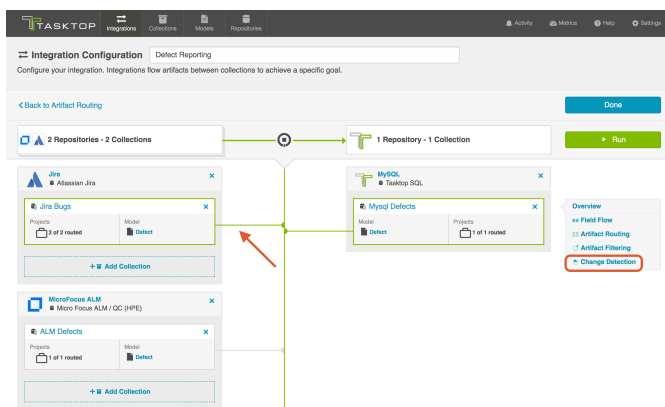 TASKTOP
Integrations
Collections
Models
Repositories
Activity
Metrics
Help
Settings
Integration Configuration
Defect Reporting
Configure your integration. Integrations flow artifacts between collections to achieve a specific goal.
Back to Artifact Routing
Done
2 Repositories - 2 Collections
1 Repository - 1 Collection
Run
Jira
Atlassian Jira
Jira Bugs
Projects
Model
2 of 2 routed
Defect
+ Add Collection
MySQL
Tasktop SQL
Mysql Defects
Model
Projects
Defect
1 of 1 routed
Overview
Field Flow
Artifact Routing
Artifact Filtering
Change Detection
MicroFocus ALM
Micro Focus ALM / QC (HPE)
ALM Defects
Projects
Model
1 of 1 routed
Defect
+ Add Collection